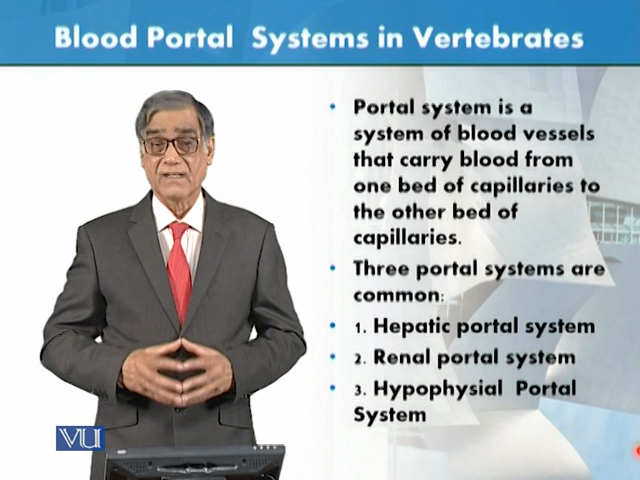 Blood Portal Systems in Vertebrates
• Portal system is a
system of blood vessels
that carry blood from
one bed of capillaries to
the other bed of
capillaries.
• Three portal systems are
common:
• 1. Hepatic portal system
• 2. Renal portal system
• 3. Hypophysial Portal
System
VU